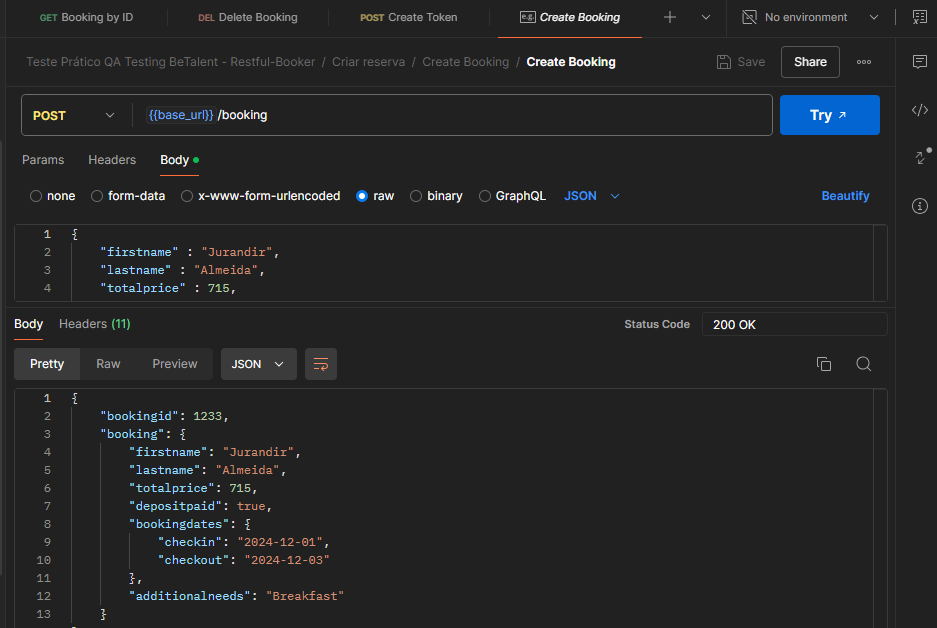 GET Booking by ID DEL Delete Booking POST Create Token e.g. Create Booking No environment
Teste Prático QA Testing BeTalent - Restful-Booker / Criar reserva / Create Booking / Create Booking Save Share
POST {{base_url}} /booking Try
Params Headers Body
none form-data x-www-form-urlencoded raw binary GraphQL JSON Beautify
1 {
2 "firstname" : "Jurandir",
3 "lastname" : "Almeida",
4 "totalprice" : 715,
Body Headers (11) Status Code 200 OK
Pretty Raw Preview JSON
1 {
2 "bookingid": 1233,
3 "booking": {
4 "firstname": "Jurandir",
5 "lastname": "Almeida",
6 "totalprice": 715,
7 "depositpaid": true,
8 "bookingdates": {
9 "checkin": "2024-12-01",
10 "checkout": "2024-12-03"
11 },
12 "additionalneeds": "Breakfast"
13 }